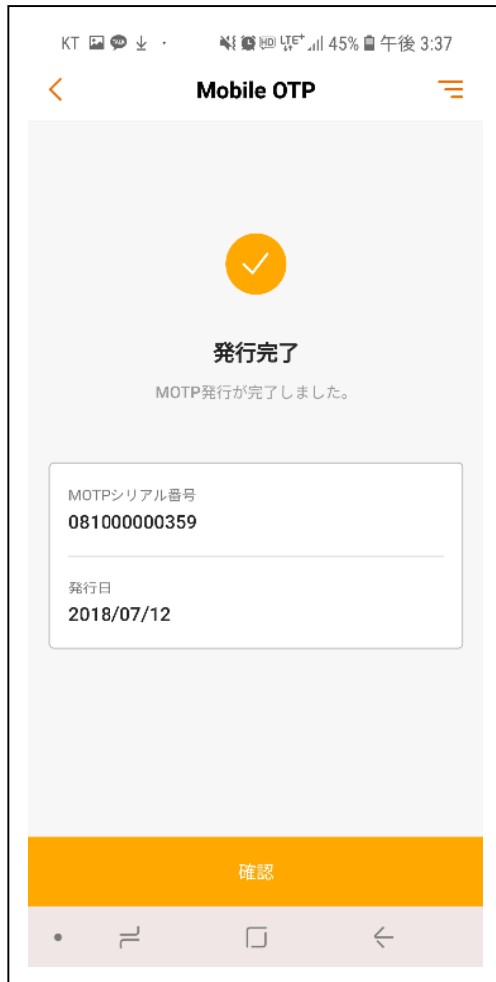 KT 45% 午後 3:37
Mobile OTP
発行完了
MOTP発行が完了しました。
MOTPシリアル番号
081000000359
発行日
2018/07/12
確認